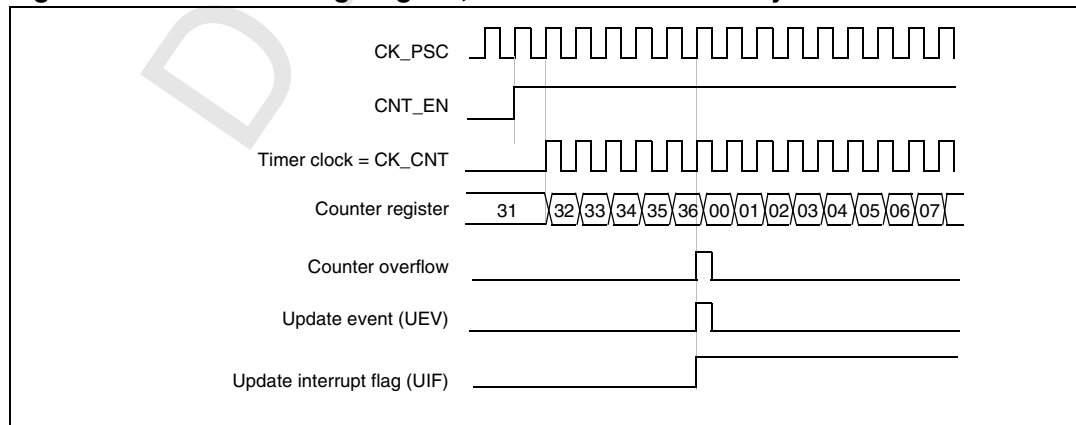 CK_PSC
CNT_EN
Timer clock = CK_CNT
Counter register 31 32 33 34 35 36 00 01 02 03 04 05 06 07
Counter overflow
Update event (UEV)
Update interrupt flag (UIF)